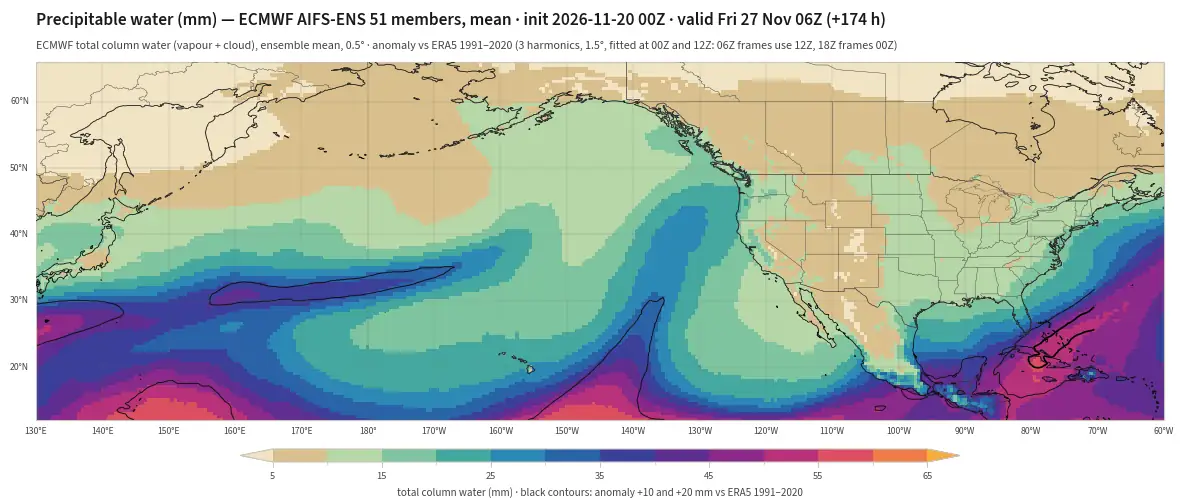 Precipitable water (mm) — ECMWF AIFS-ENS 51 members, mean · init 2026-11-20 00Z · valid Fri 27 Nov 06Z (+174 h)
ECMWF total column water (vapour + cloud), ensemble mean, 0.5° · anomaly vs ERA5 1991–2020 (3 harmonics, 1.5°, fitted at 00Z and 12Z: 06Z frames use 12Z, 18Z frames 00Z)
60°N
50°N
40°N
30°N
20°N
130°E 140°E 150°E 160°E 170°E 180° 170°W 160°W 150°W 140°W 130°W 120°W 110°W 100°W 90°W 80°W 70°W 60°W
5 15 25 35 45 55 65
total column water (mm) · black contours: anomaly +10 and +20 mm vs ERA5 1991–2020